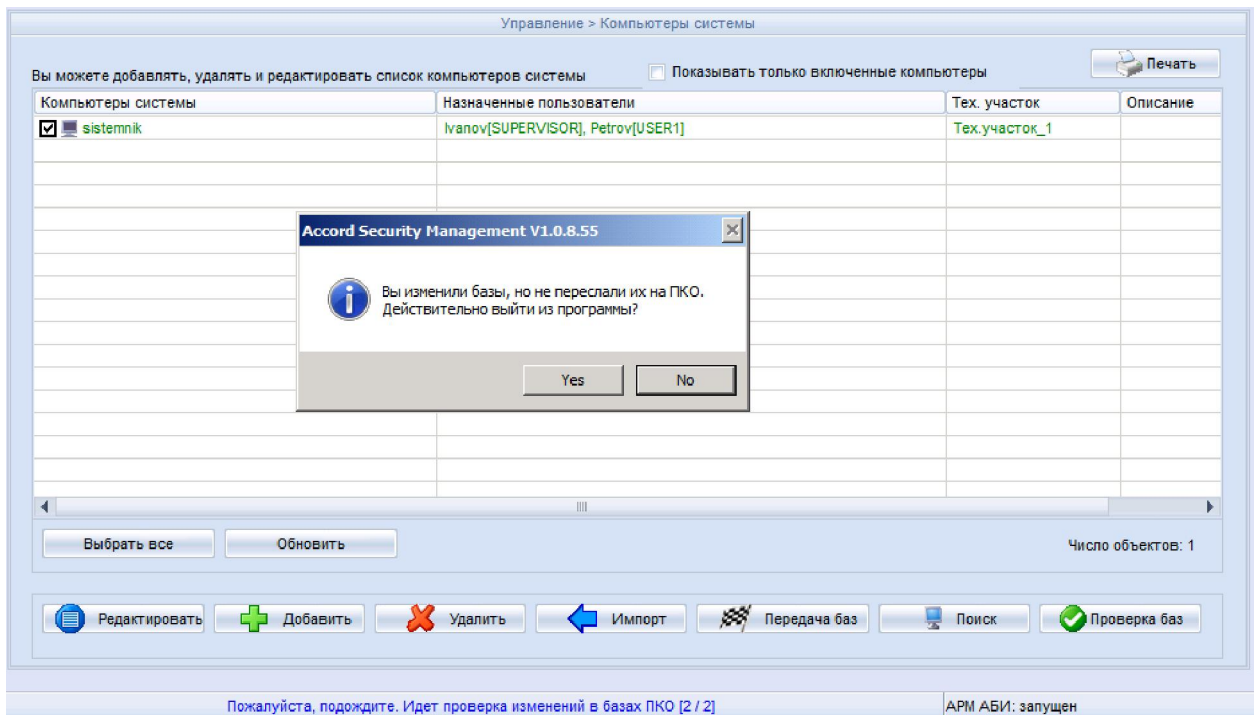 Управление > Компьютеры системы
Вы можете добавлять, удалять и редактировать список компьютеров системы
Показывать только включенные компьютеры
Печать
Компьютеры системы Назначенные пользователи Тех. участок Описание
sistemnik Ivanov[SUPERVISOR], Petrov[USER1] Тех.участок_1
Accord Security Management V1.0.8.55
Вы изменили базы, но не переслали их на ПКО.
Действительно выйти из программы?
Yes No
Выбрать все Обновить Число объектов: 1
Редактировать Добавить Удалить Импорт Передача баз Поиск Проверка баз
Пожалуйста, подождите. Идет проверка изменений в базах ПКО [2 / 2] АРМ АБИ: запущен